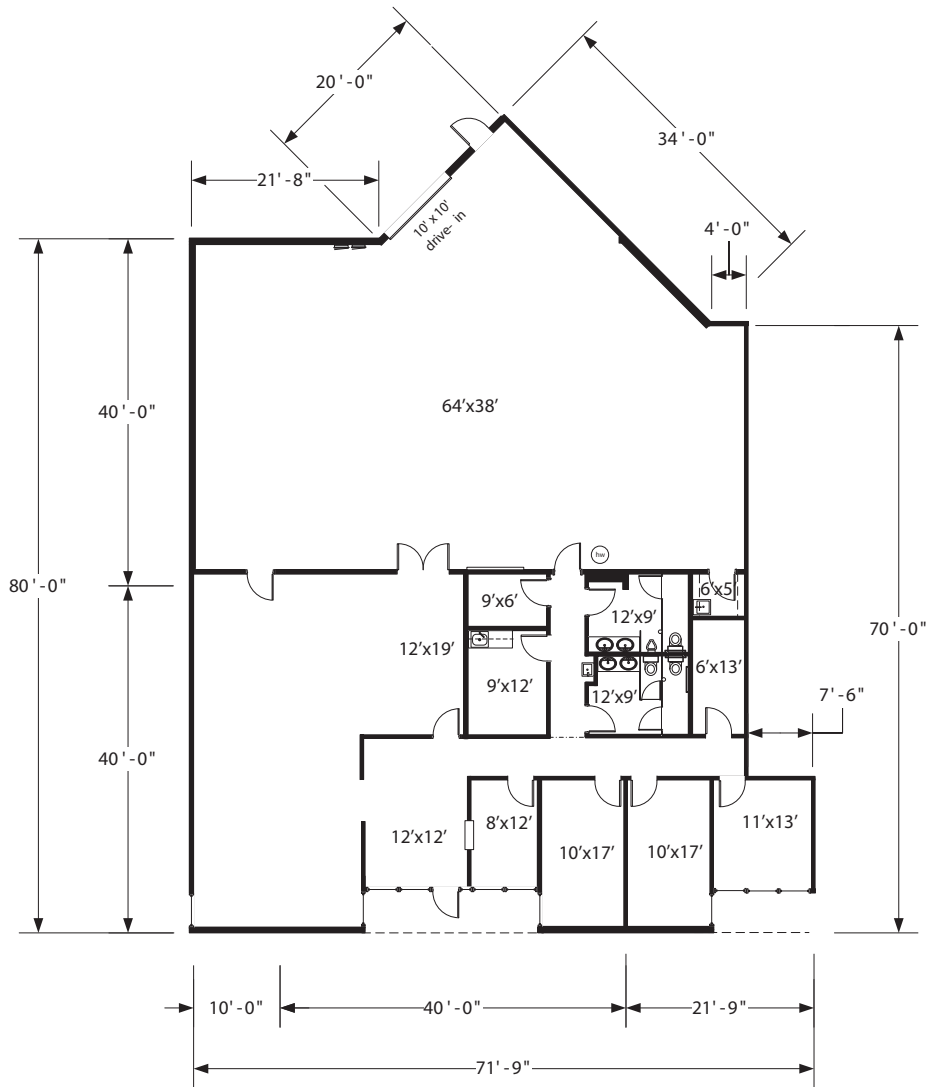 20'-0"
34'-0"
21'-8"
10' x 10'
drive- in
4'-0"
40'-0"
64'x38'
80'-0"
hw
9'x6'
12'x9'
6'x5'
12'x19'
70'-0"
9'x12'
6'x13'
12'x9'
7'-6"
40'-0"
12'x12'
8'x12'
11'x13'
10'x17'
10'x17'
10'-0"
40'-0"
21'-9"
71'-9"